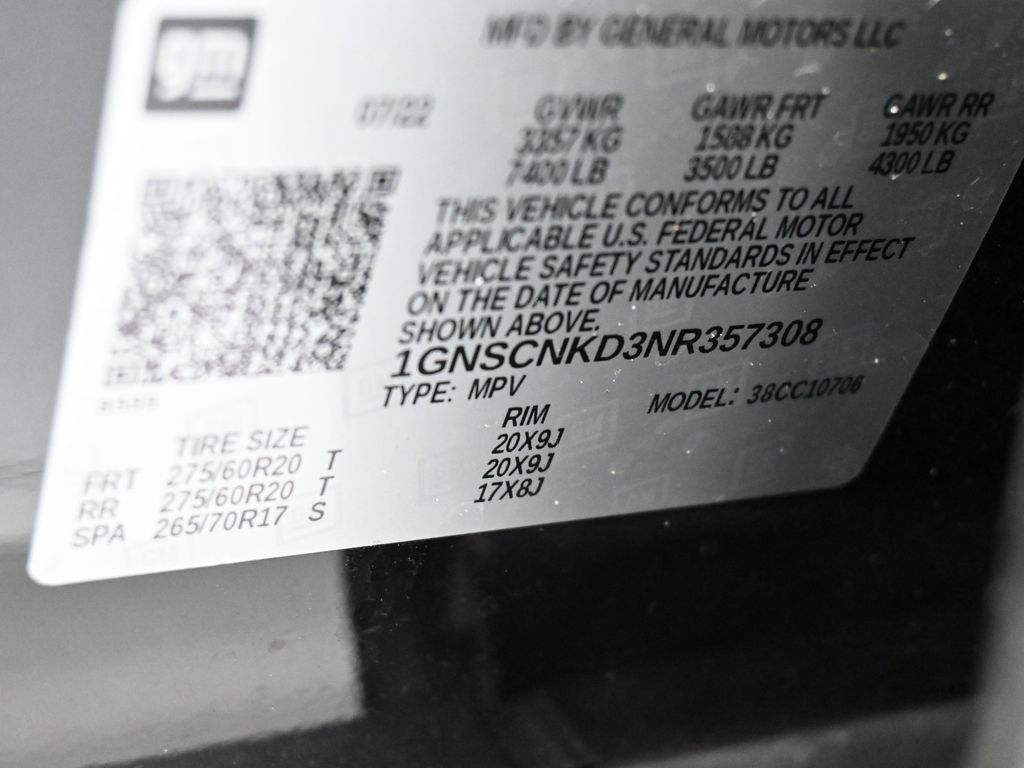 gm
MFD BY GENERAL MOTORS LLC
07/22 GVWR GAWR FRT GAWR RR
3357 KG 1588 KG 1950 KG
7400 LB 3500 LB 4300 LB
THIS VEHICLE CONFORMS TO ALL
APPLICABLE U.S. FEDERAL MOTOR
VEHICLE SAFETY STANDARDS IN EFFECT
ON THE DATE OF MANUFACTURE
SHOWN ABOVE.
1GNSCNKD3NR357308
TYPE: MPV MODEL: 38CC10706
TIRE SIZE RIM
FRT 275/60R20 T 20X9J
RR 275/60R20 T 20X9J
SPA 265/70R17 S 17X8J